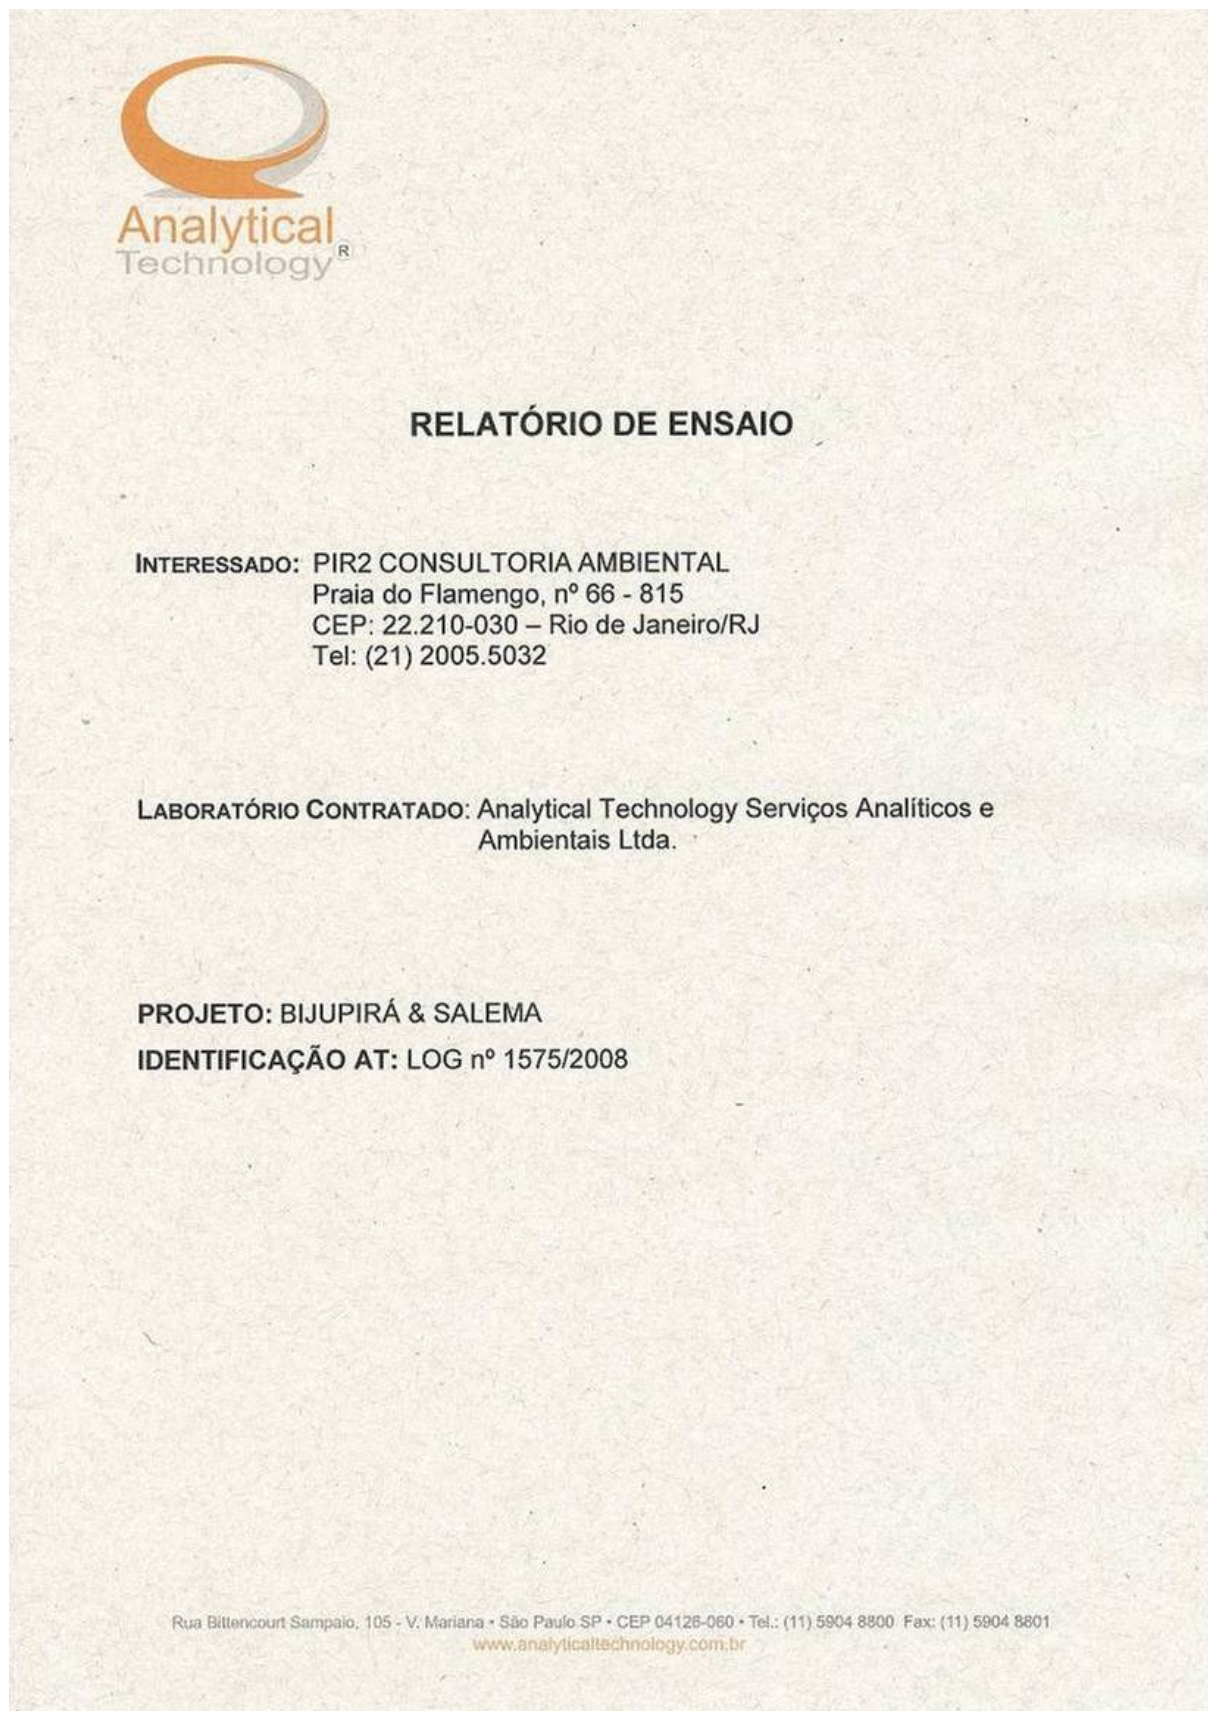 Analytical
Technology
R
RELATÓRIO DE ENSAIO
INTERESSADO: PIR2 CONSULTORIA AMBIENTAL
Praia do Flamengo, nº 66 - 815
CEP: 22.210-030 – Rio de Janeiro/RJ
Tel: (21) 2005.5032
LABORATÓRIO CONTRATADO: Analytical Technology Serviços Analíticos e
Ambientais Ltda.
PROJETO: BIJUPIRÁ & SALEMA
IDENTIFICAÇÃO AT: LOG nº 1575/2008
Rua Bittencourt Sampaio, 105 - V. Mariana • São Paulo SP • CEP 04126-060 • Tel.: (11) 5904 8800 Fax: (11) 5904 8801
www.analyticaltechnology.com.br